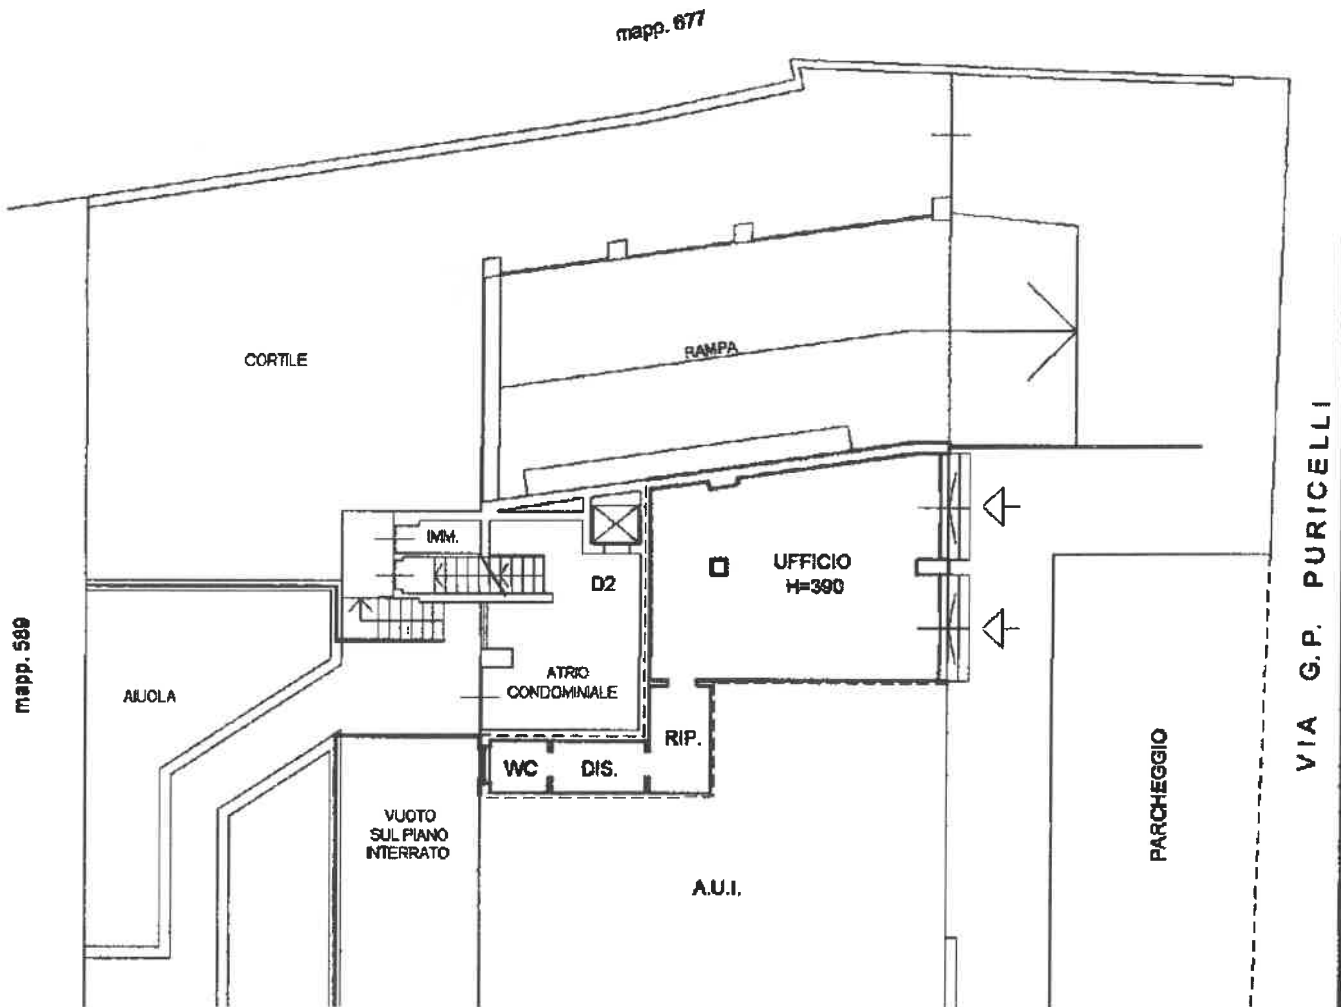 mapp. 677
CORTILE
RAMPA
VIA G.P. PURICELLI
IMM.
UFFICIO
H=390
D2
mapp. 589
AIUOLA
ATRIO
CONDOMINIALE
RIP.
WC
DIS.
PARCHEGGIO
VUOTO
SUL PIANO
INTERRATO
A.U.I.